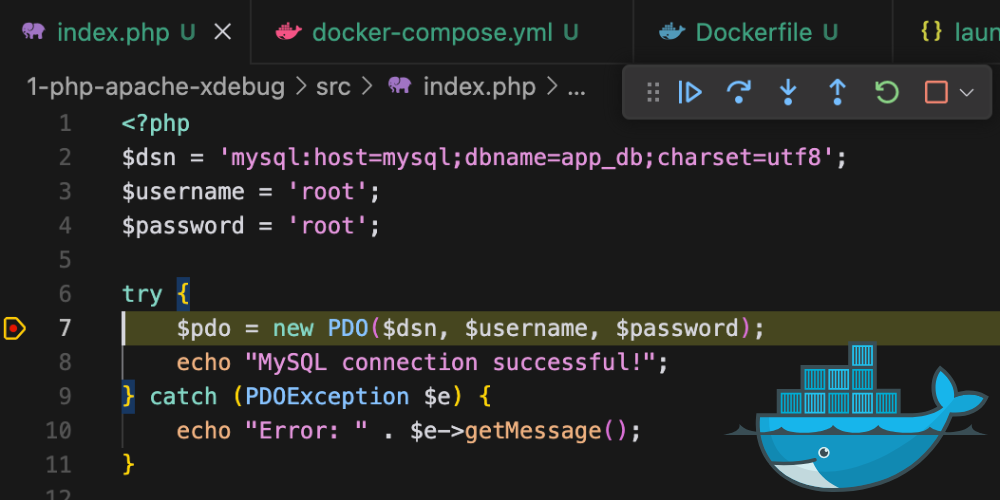 index.php U
docker-compose.yml U
Dockerfile U
{} laun
1-php-apache-xdebug > src > index.php > ...
1 <?php
2 $dsn = 'mysql:host=mysql;dbname=app_db;charset=utf8';
3 $username = 'root';
4 $password = 'root';
5
6 try {
7 $pdo = new PDO($dsn, $username, $password);
8 echo "MySQL connection successful!";
9 } catch (PDOException $e) {
10 echo "Error: " . $e->getMessage();
11 }
12